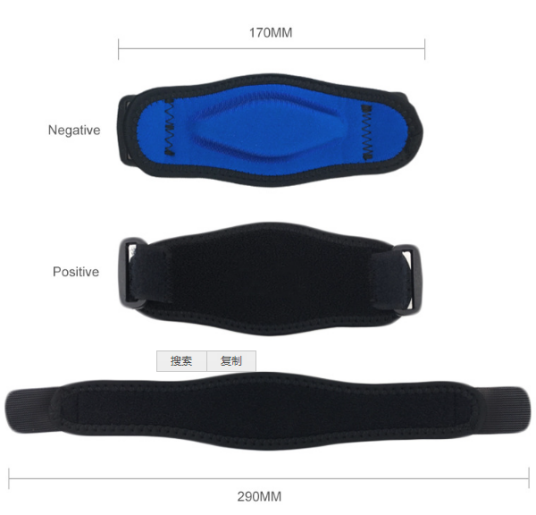 170MM
Negative
Positive
搜索 复制
290MM